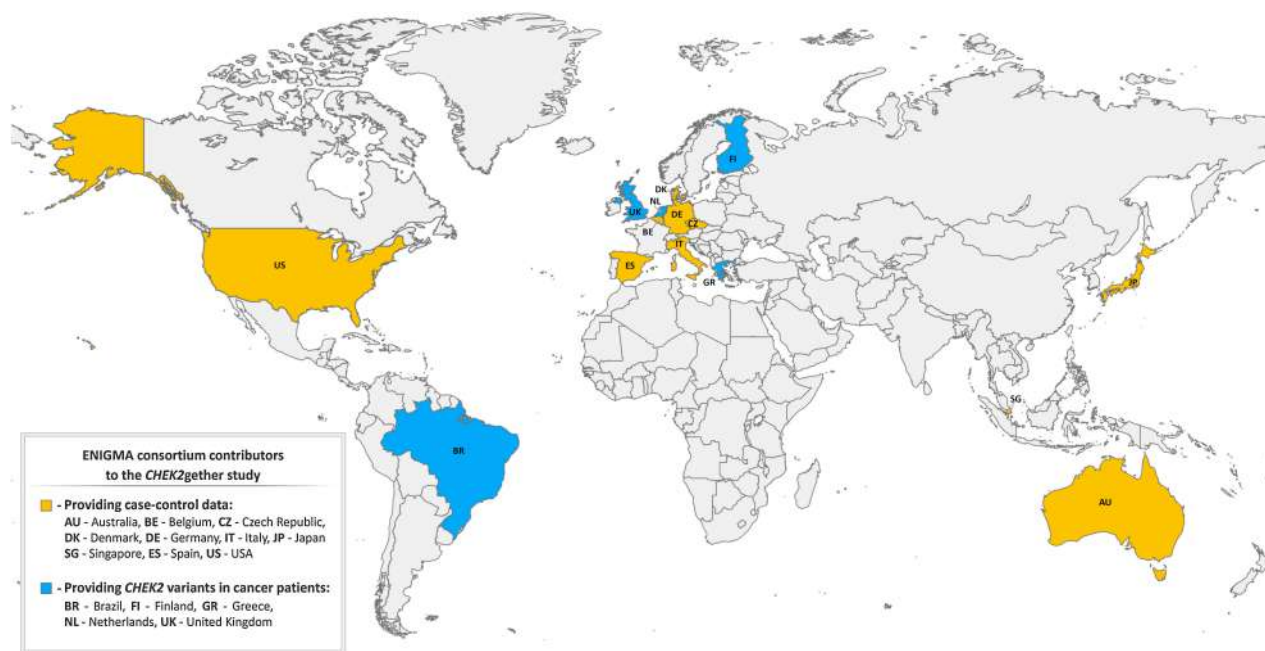 FI
DK
NL
UK
DE
CZ
BE
IT
US
ES
GR
JP
SG
BR
AU
ENIGMA consortium contributors
to the CHEK2gether study
- Providing case-control data:
AU - Australia, BE - Belgium, CZ - Czech Republic,
DK - Denmark, DE - Germany, IT - Italy, JP - Japan
SG - Singapore, ES - Spain, US - USA
- Providing CHEK2 variants in cancer patients:
BR - Brazil, FI - Finland, GR - Greece,
NL - Netherlands, UK - United Kingdom